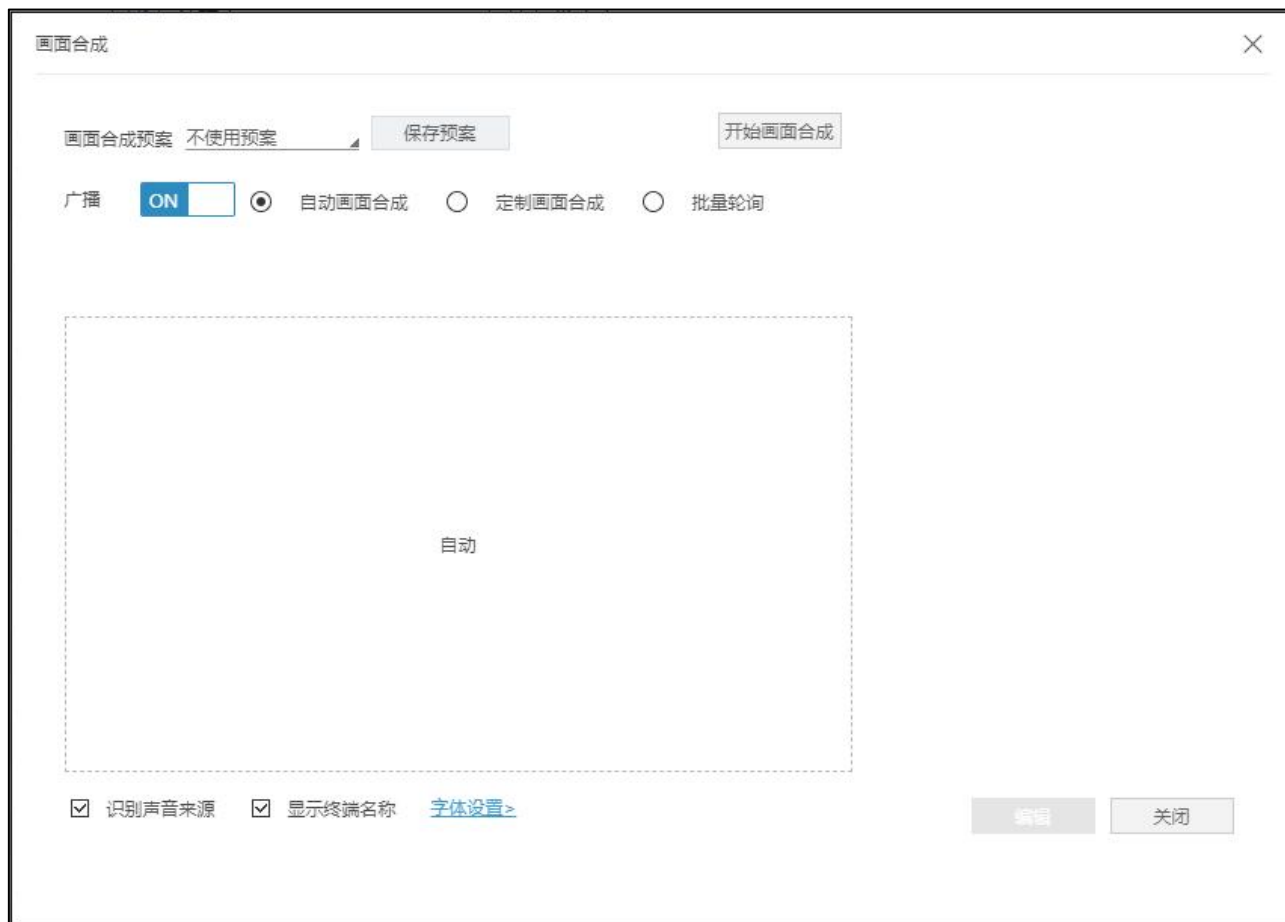 画面合成
画面合成预案 不使用预案 保存预案 开始画面合成
广播 ON 自动画面合成 定制画面合成 批量轮询
自动
识别声音来源 显示终端名称 字体设置>
编辑 关闭